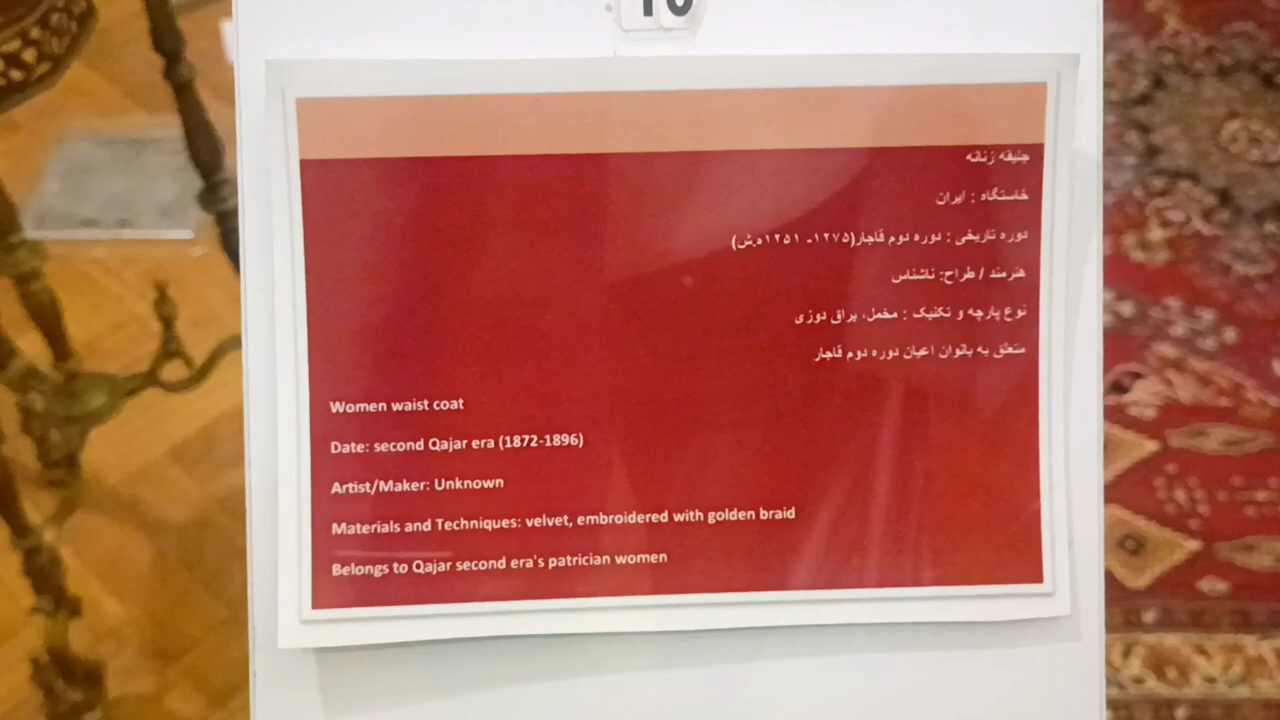 جلیقه زنانه
خاستگاه : ایران
دوره تاریخی : دوره دوم قاجار(۱۲۷۵- ۱۲۵۱ه.ش)
هنرمند / طراح: ناشناس
نوع پارچه و تکنیک : مخمل، یراق دوزی
متعلق به بانوان اعیان دوره دوم قاجار
Women waist coat
Date: second Qajar era (1872-1896)
Artist/Maker: Unknown
Materials and Techniques: velvet, embroidered with golden braid
Belongs to Qajar second era's patrician women